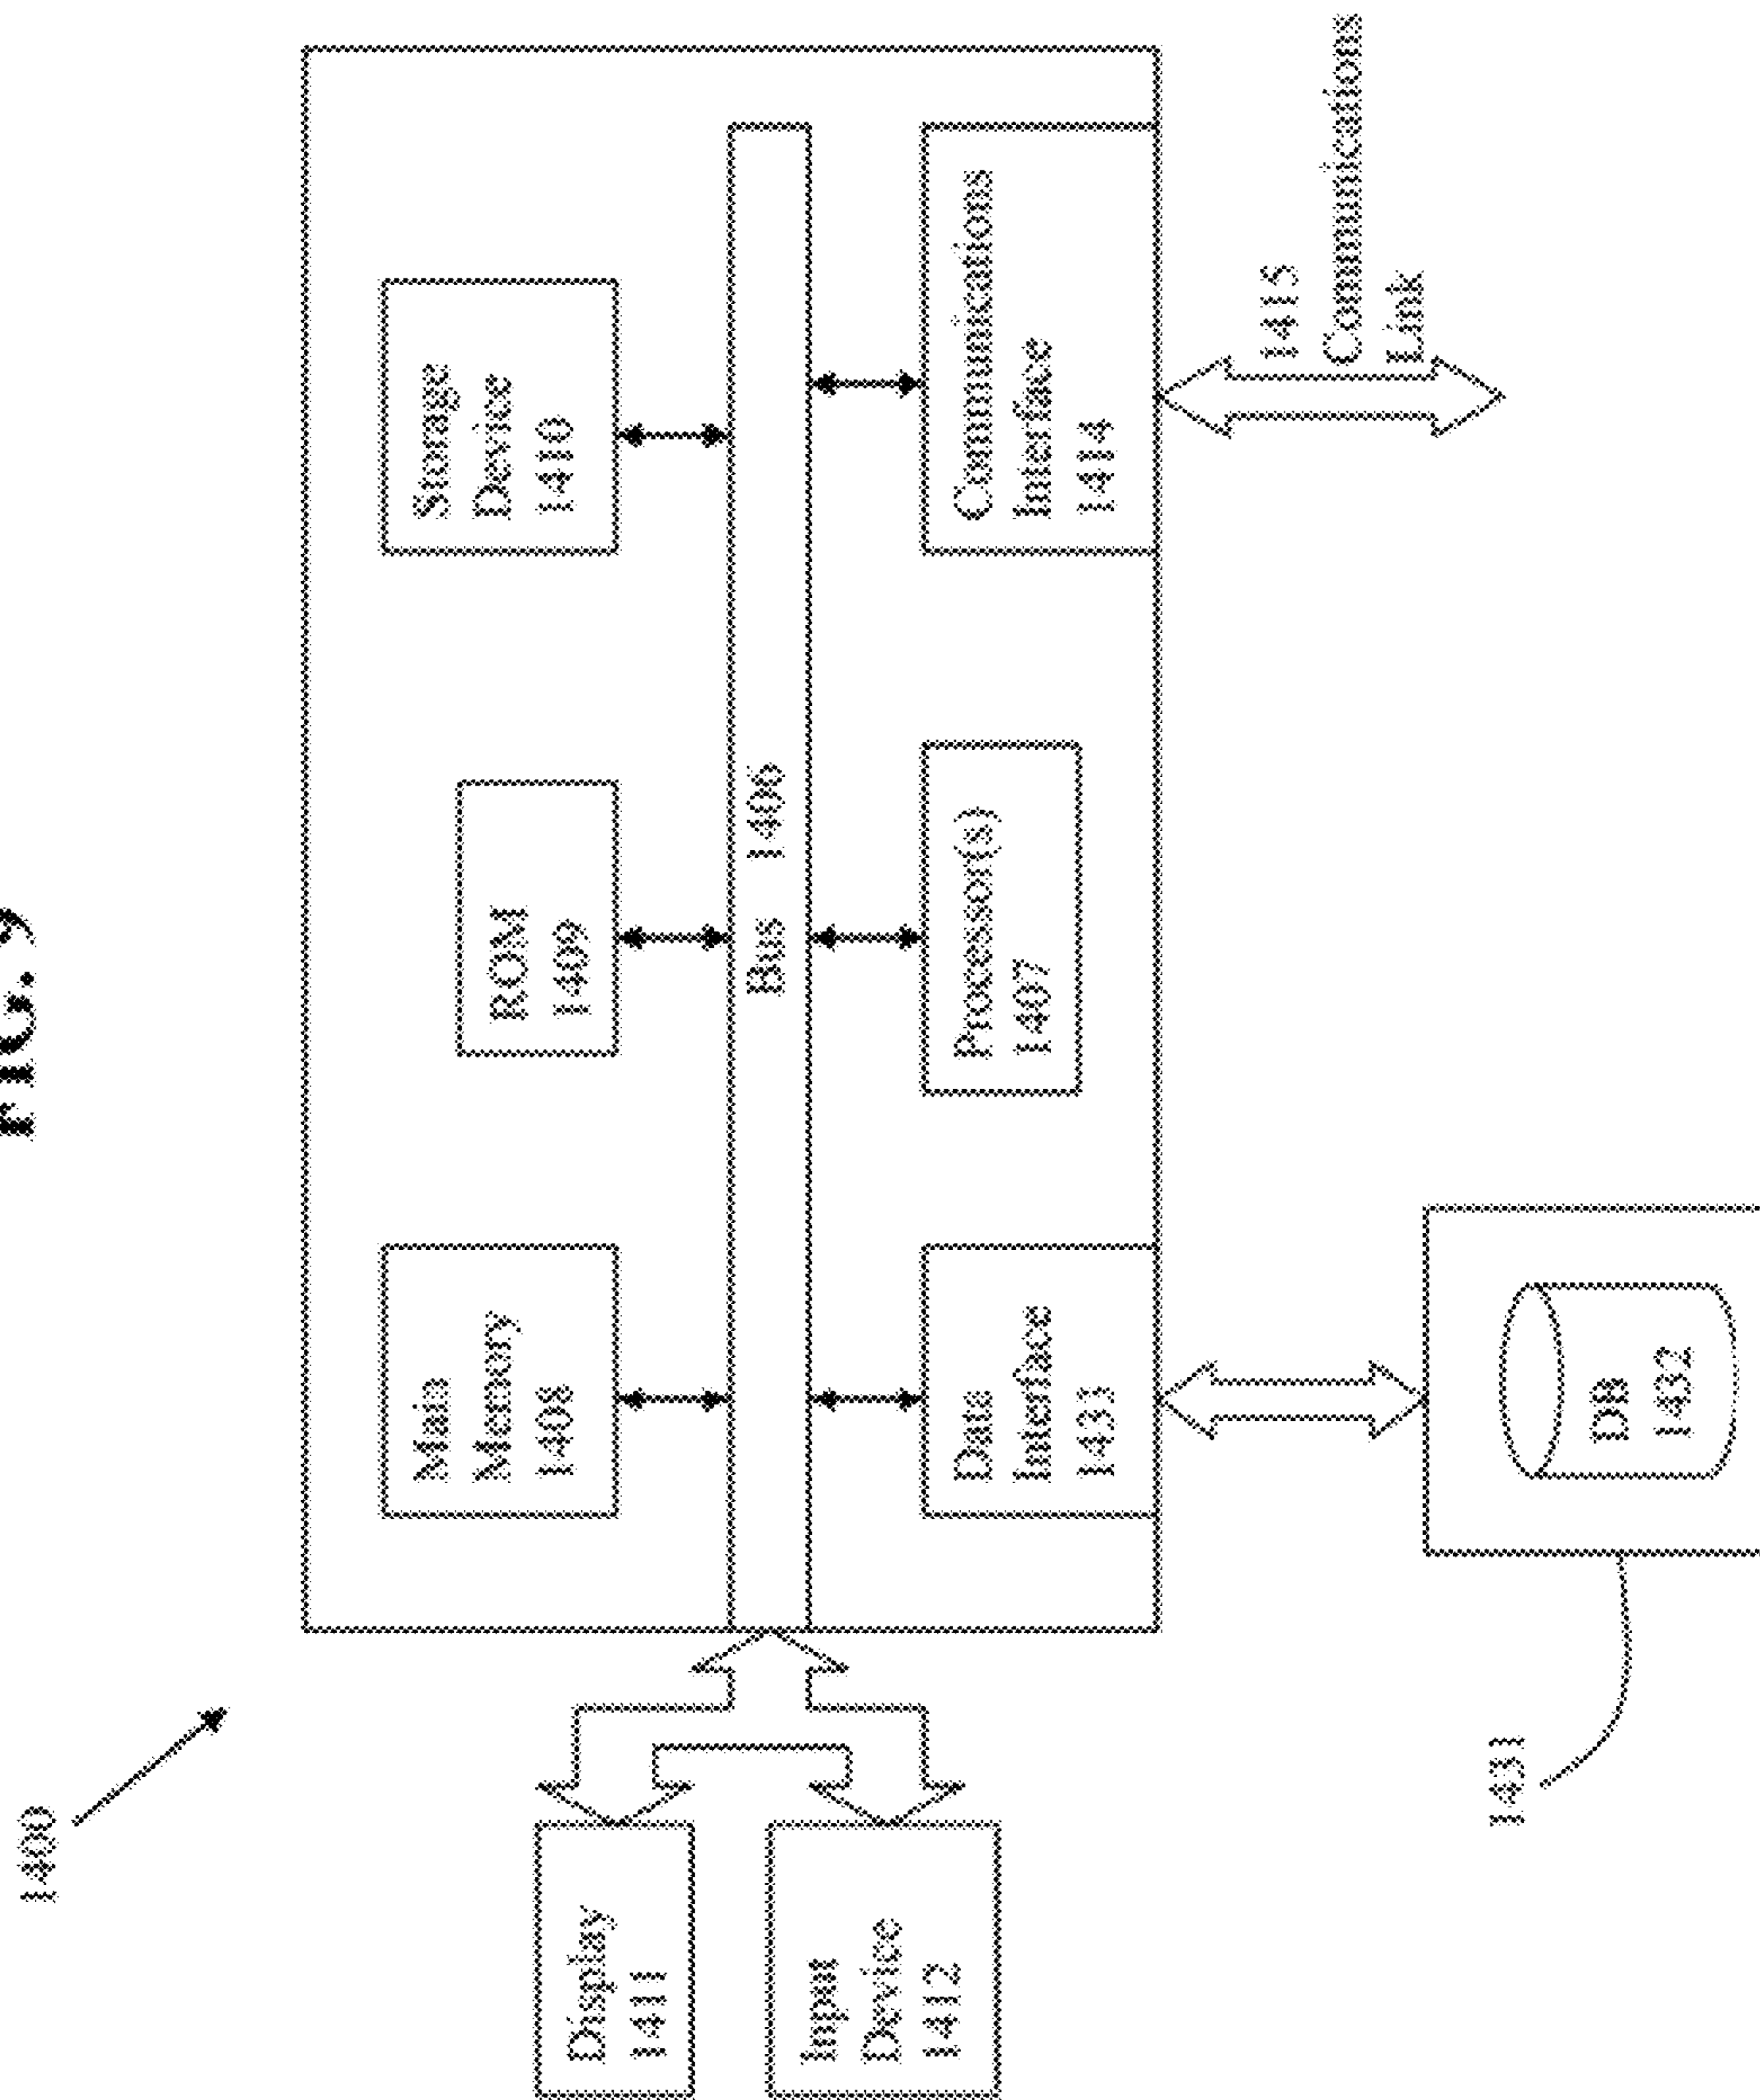 FIG. 9
1400
Main
Memory
1408
ROM
1409
Storage
Device
1410
Bus 1406
Display
1411
Input
Device
1412
Data
Interface
1433
Processor(s)
1407
Communications
Interface
1414
1415
Communications
Link
1431
DB
1432